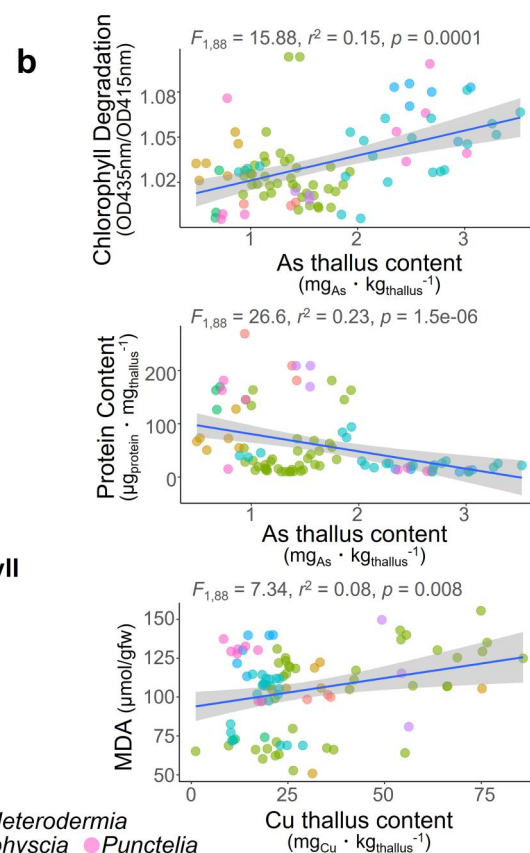 b
F1,88 = 15.88, r² = 0.15, p = 0.0001
Chlorophyll Degradation
(OD435nm/OD415nm)
1.08
1.05
1.02
1 2 3
As thallus content
(mgAs · kgthallus⁻¹)
F1,88 = 26.6, r² = 0.23, p = 1.5e-06
Protein Content
(µgprotein · mgthallus⁻¹)
200
100
0
1 2 3
As thallus content
(mgAs · kgthallus⁻¹)
F1,88 = 7.34, r² = 0.08, p = 0.008
MDA (µmol/gfw)
150
125
100
75
50
0 25 50 75
Cu thallus content
(mgCu · kgthallus⁻¹)
Punctelia